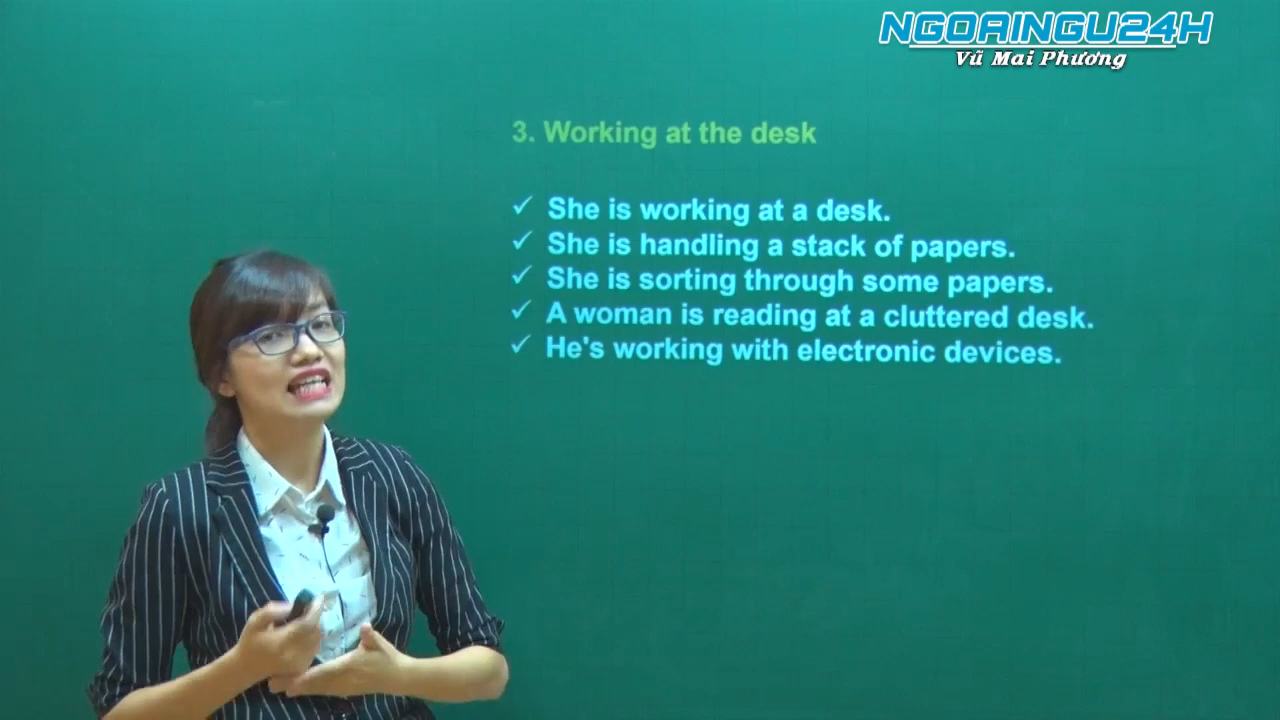 NGOAINGU24H
Vũ Mai Phương
3. Working at the desk
✓ She is working at a desk.
✓ She is handling a stack of papers.
✓ She is sorting through some papers.
✓ A woman is reading at a cluttered desk.
✓ He's working with electronic devices.